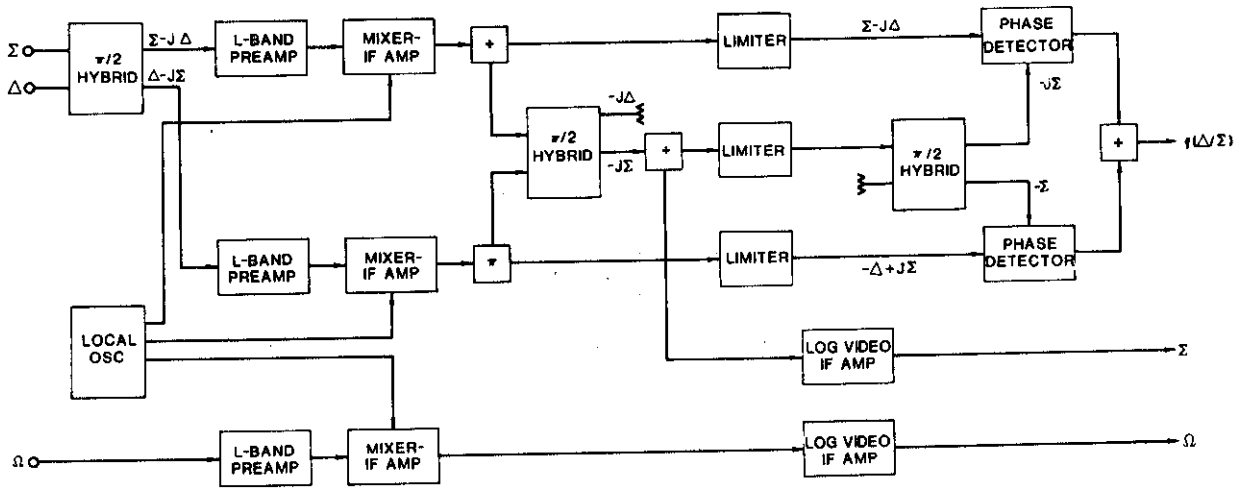 Σ
Δ
π/2
HYBRID
Σ-JΔ
Δ-JΣ
L-BAND
PREAMP
MIXER-
IF AMP
+
LIMITER
Σ-JΔ
PHASE
DETECTOR
-JΣ
π/2
HYBRID
-JΔ
-JΣ
+
LIMITER
π/2
HYBRID
-Σ
+
f(Δ/Σ)
L-BAND
PREAMP
MIXER-
IF AMP
π
LIMITER
-Δ+JΣ
PHASE
DETECTOR
LOCAL
OSC
LOG VIDEO
IF AMP
Σ
Ω
L-BAND
PREAMP
MIXER-
IF AMP
LOG VIDEO
IF AMP
Ω